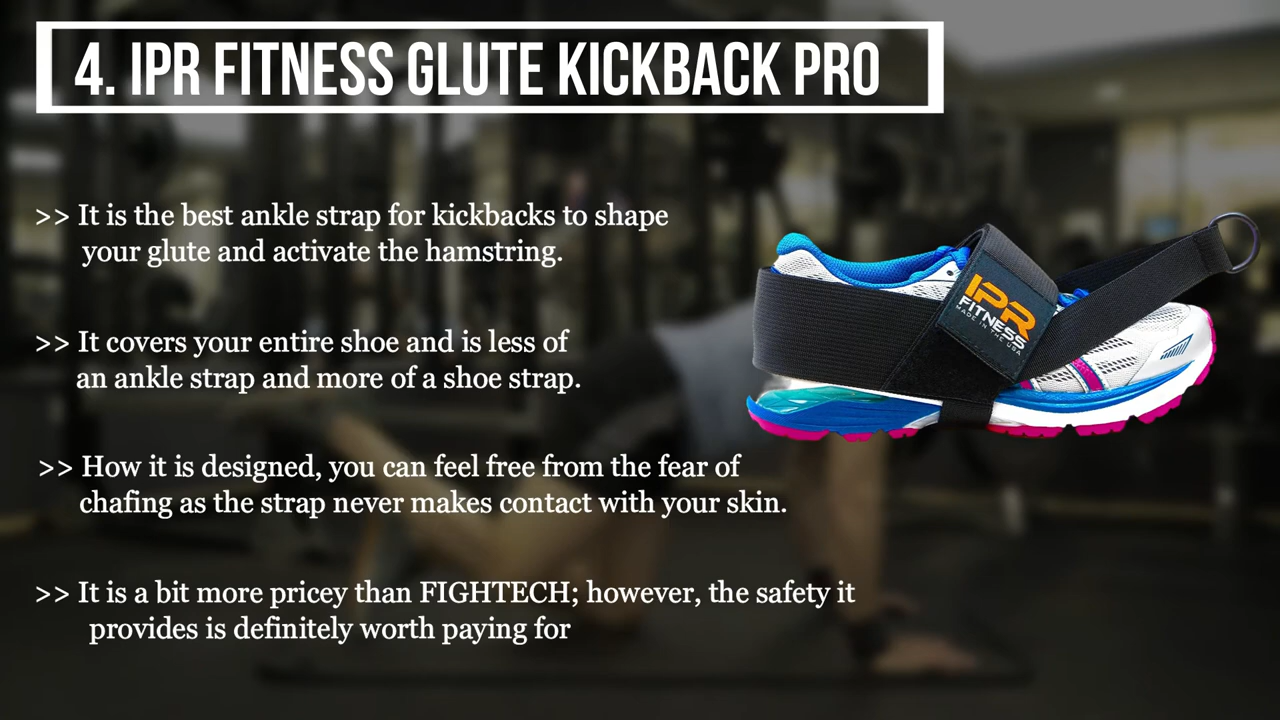 4. IPR FITNESS GLUTE KICKBACK PRO
>> It is the best ankle strap for kickbacks to shape
your glute and activate the hamstring.
>> It covers your entire shoe and is less of
an ankle strap and more of a shoe strap.
>> How it is designed, you can feel free from the fear of
chafing as the strap never makes contact with your skin.
>> It is a bit more pricey than FIGHTECH; however, the safety it
provides is definitely worth paying for
IPR
FITNESS
MADE IN THE USA